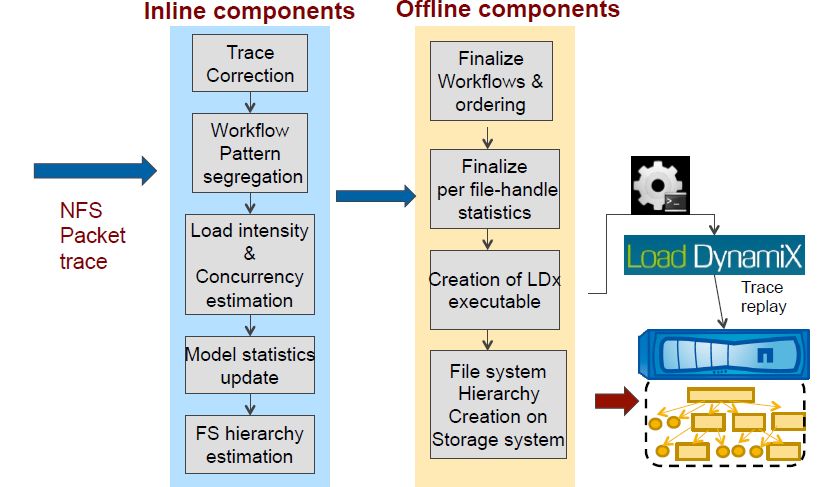 Inline components
Offline components
NFS
Packet
trace
Trace
Correction
Workflow
Pattern
segregation
Load intensity
&
Concurrency
estimation
Model statistics
update
FS hierarchy
estimation
Finalize
Workflows &
ordering
Finalize
per file-handle
statistics
Creation of LDx
executable
File system
Hierarchy
Creation on
Storage system
>_
Load DynamiX
Trace
replay